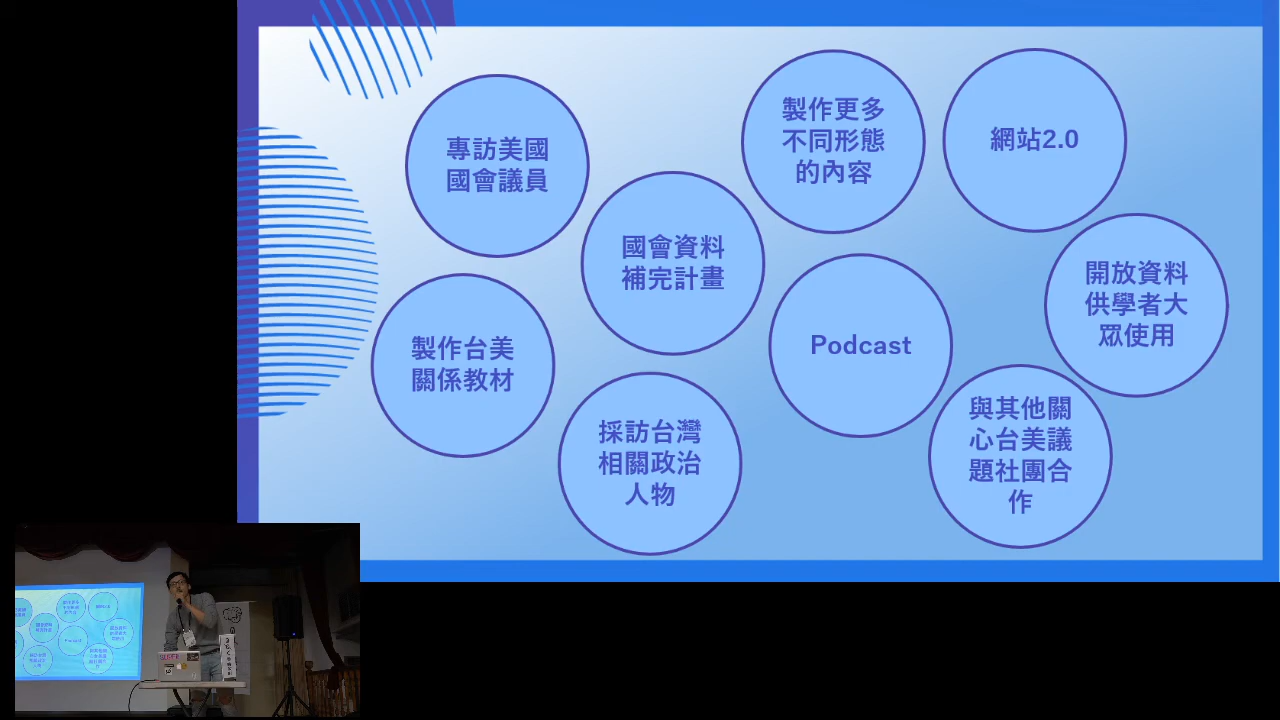 專訪美國
國會議員
製作更多
不同形態
的內容
網站2.0
國會資料
補完計畫
開放資料
供學者大
眾使用
製作台美
關係教材
Podcast
採訪台灣
相關政治
人物
與其他關
心台美議
題社團合
作